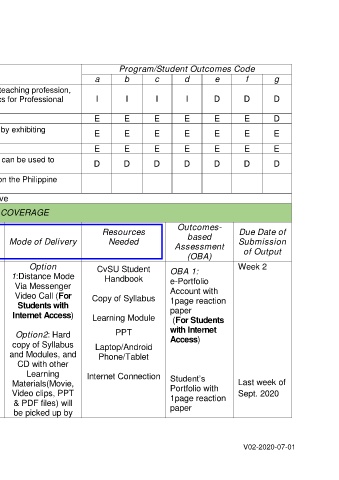 Program/Student Outcomes Code
a b c d e f g
teaching profession,
cs for Professional
I I I I D D D
E E E E E E D
by exhibiting
E E E E E E E
E E E E E E E
can be used to
D D D D D D D
on the Philippine
ve
COVERAGE
Mode of Delivery
Resources
Needed
Outcomes-
based
Assessment
(OBA)
Due Date of
Submission
of Output
Option
1:Distance Mode
Via Messenger
Video Call (For
Students with
Internet Access)
Option2: Hard
copy of Syllabus
and Modules, and
CD with other
Learning
Materials(Movie,
Video clips, PPT
& PDF files) will
be picked up by
CvSU Student
Handbook
Copy of Syllabus
Learning Module
PPT
Laptop/Android
Phone/Tablet
Internet Connection
OBA 1:
e-Portfolio
Account with
1page reaction
paper
(For Students
with Internet
Access)
Student's
Portfolio with
1page reaction
paper
Week 2
Last week of
Sept. 2020
V02-2020-07-01